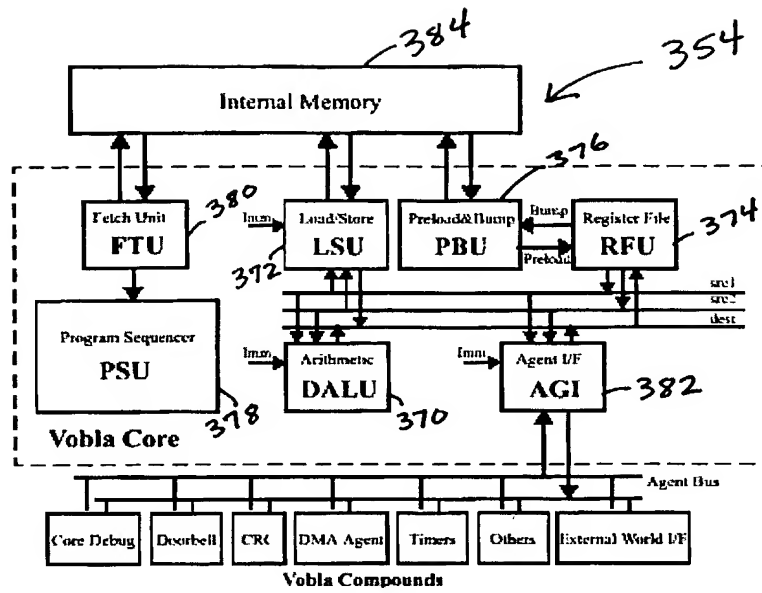 384
354
Internal Memory
376
380
Fetch Unit
FTU
Imm
Load/Store
LSU
372
Preload&Bump
PBU
Bump
Preload
Register File
RFU
374
src1
src2
dest
Program Sequencer
PSU
378
Imm
Arithmetic
DALU
370
Imm
Agent I/F
AGI
382
Vobla Core
Agent Bus
Core Debug
Doorbell
CRC
DMA Agent
Timers
Others
External World I/F
Vobla Compounds